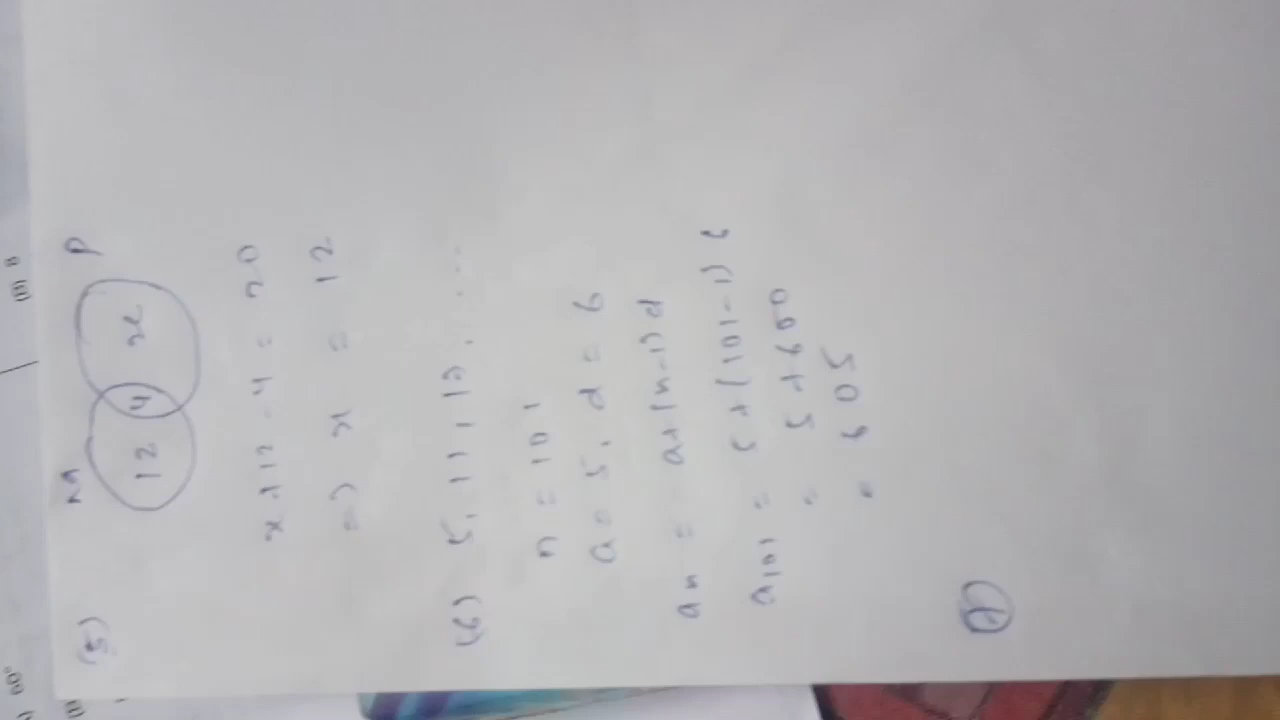 (5)
M P
12 4 x
x + 12 - 4 = 20
=) x = 12
(6) 5, 11, 17, .....
n = 101
a = 5, d = 6
an = a + (n-1)d
a101 = 5 + (101-1) 6
= 5 + 600
= 605